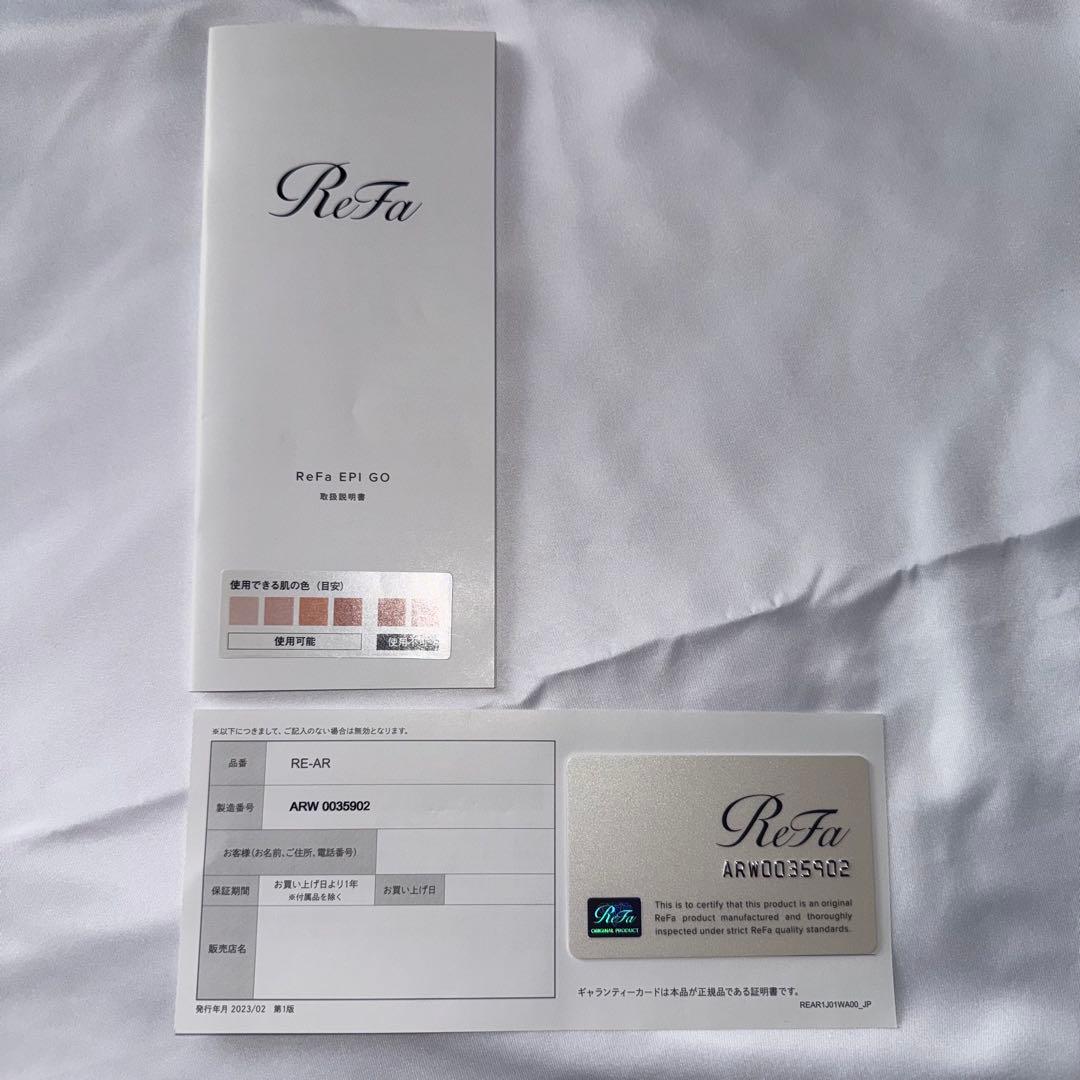 ReFa
ReFa EPI GO
取扱説明書
使用できる肌の色（目安）
使用可能
使用不可
※以下につきまして、ご記入のない場合は無効となります。
品番 RE-AR
製造番号 ARW 0035902
お客様(お名前、ご住所、電話番号)
保証期間 お買い上げ日より1年 お買い上げ日
※付属品を除く
販売店名
発行年月 2023/02 第1版
ReFa
ARW0035902
ReFa
ORIGINAL PRODUCT
This is to certify that this product is an original
ReFa product manufactured and thoroughly
inspected under strict ReFa quality standards.
ギャランティーカードは本品が正規品である証明書です。
REAR1J01WA00_JP